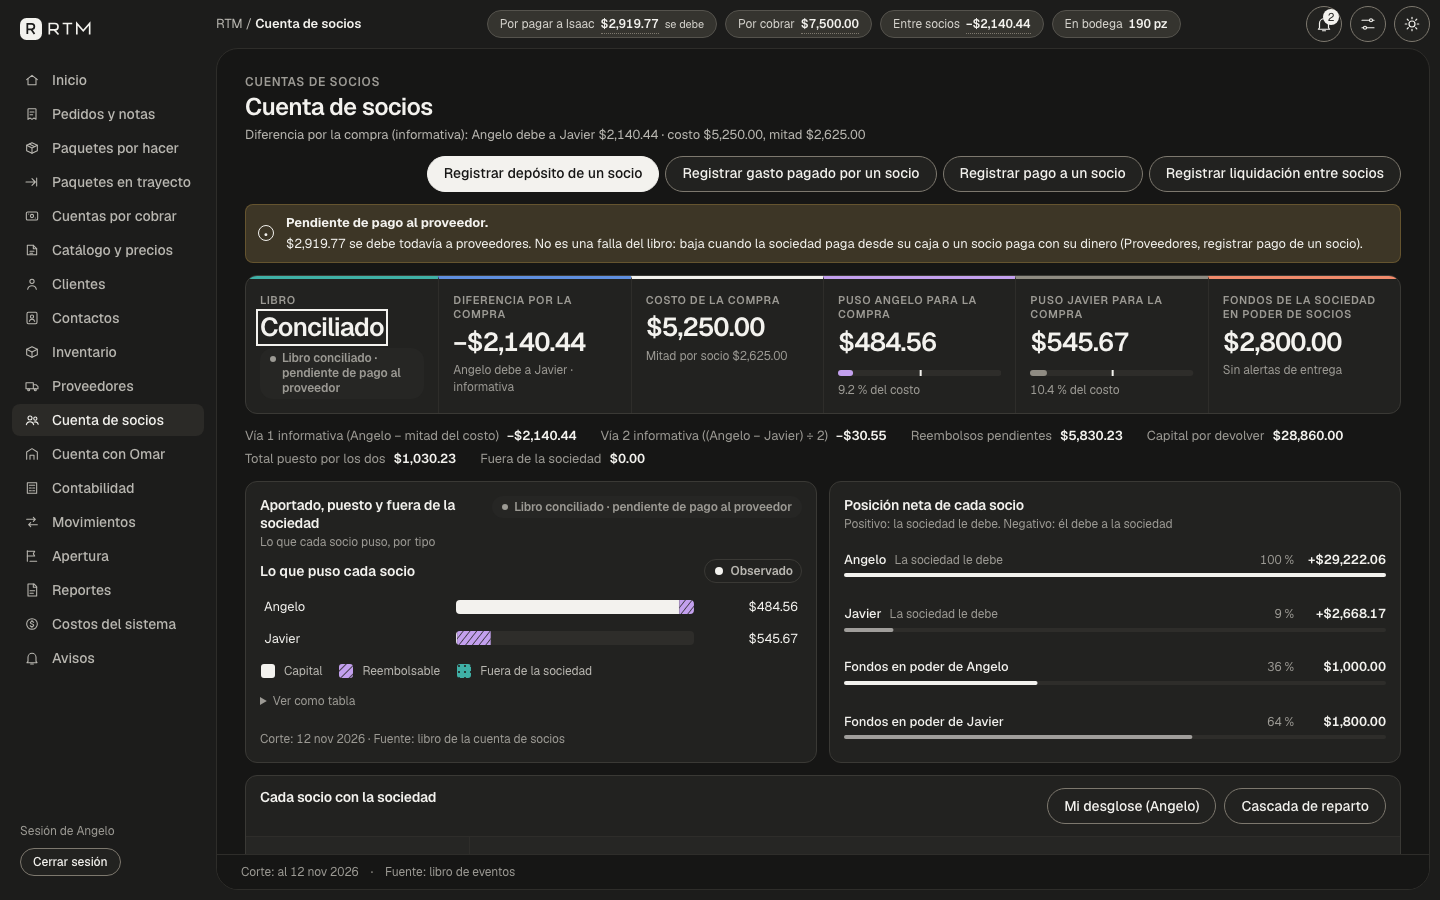 R RTM
RTM / Cuenta de socios
Por pagar a Isaac $2,919.77 se debe
Por cobrar $7,500.00
Entre socios −$2,140.44
En bodega 190 pz
2
Inicio
Pedidos y notas
Paquetes por hacer
Paquetes en trayecto
Cuentas por cobrar
Catálogo y precios
Clientes
Contactos
Inventario
Proveedores
Cuenta de socios
Cuenta con Omar
Contabilidad
Movimientos
Apertura
Reportes
Costos del sistema
Avisos
Sesión de Angelo
Cerrar sesión
CUENTAS DE SOCIOS
Cuenta de socios
Diferencia por la compra (informativa): Angelo debe a Javier $2,140.44 · costo $5,250.00, mitad $2,625.00
Registrar depósito de un socio
Registrar gasto pagado por un socio
Registrar pago a un socio
Registrar liquidación entre socios
Pendiente de pago al proveedor.
$2,919.77 se debe todavía a proveedores. No es una falla del libro: baja cuando la sociedad paga desde su caja o un socio paga con su dinero (Proveedores, registrar pago de un socio).
LIBRO
Conciliado
Libro conciliado ·
pendiente de pago al
proveedor
DIFERENCIA POR LA
COMPRA
−$2,140.44
Angelo debe a Javier ·
informativa
COSTO DE LA COMPRA
$5,250.00
Mitad por socio $2,625.00
PUSO ANGELO PARA LA
COMPRA
$484.56
9.2 % del costo
PUSO JAVIER PARA LA
COMPRA
$545.67
10.4 % del costo
FONDOS DE LA SOCIEDAD
EN PODER DE SOCIOS
$2,800.00
Sin alertas de entrega
Vía 1 informativa (Angelo − mitad del costo) −$2,140.44
Vía 2 informativa ((Angelo − Javier) ÷ 2) −$30.55
Reembolsos pendientes $5,830.23
Capital por devolver $28,860.00
Total puesto por los dos $1,030.23
Fuera de la sociedad $0.00
Aportado, puesto y fuera de la
sociedad
Libro conciliado · pendiente de pago al proveedor
Lo que cada socio puso, por tipo
Lo que puso cada socio
Observado
Angelo $484.56
Javier $545.67
Capital
Reembolsable
Fuera de la sociedad
Ver como tabla
Corte: 12 nov 2026 · Fuente: libro de la cuenta de socios
Posición neta de cada socio
Positivo: la sociedad le debe. Negativo: él debe a la sociedad
Angelo La sociedad le debe 100 % +$29,222.06
Javier La sociedad le debe 9 % +$2,668.17
Fondos en poder de Angelo 36 % $1,000.00
Fondos en poder de Javier 64 % $1,800.00
Cada socio con la sociedad
Mi desglose (Angelo)
Cascada de reparto
Corte: al 12 nov 2026 · Fuente: libro de eventos